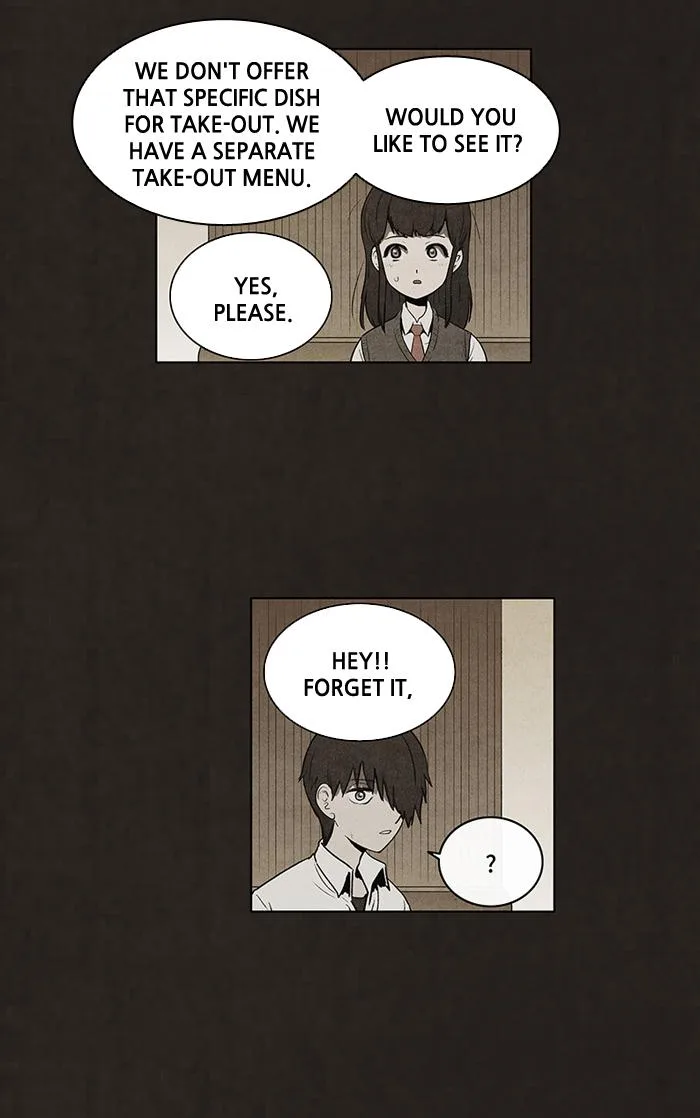 WE DON'T OFFER
THAT SPECIFIC DISH
FOR TAKE-OUT. WE
HAVE A SEPARATE
TAKE-OUT MENU.
WOULD YOU
LIKE TO SEE IT?
YES,
PLEASE.
HEY!!
FORGET IT,
?